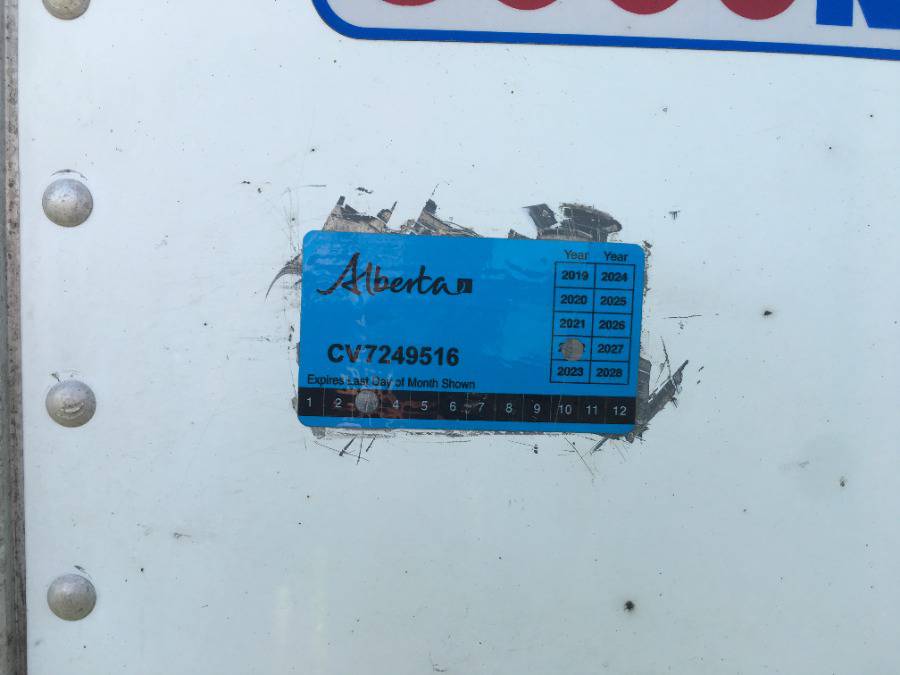 Alberta
CV7249516
Expires Last Day of Month Shown
Year Year
2019 2024
2020 2025
2021 2026
2027
2023 2028
1 2 4 5 6 7 8 9 10 11 12